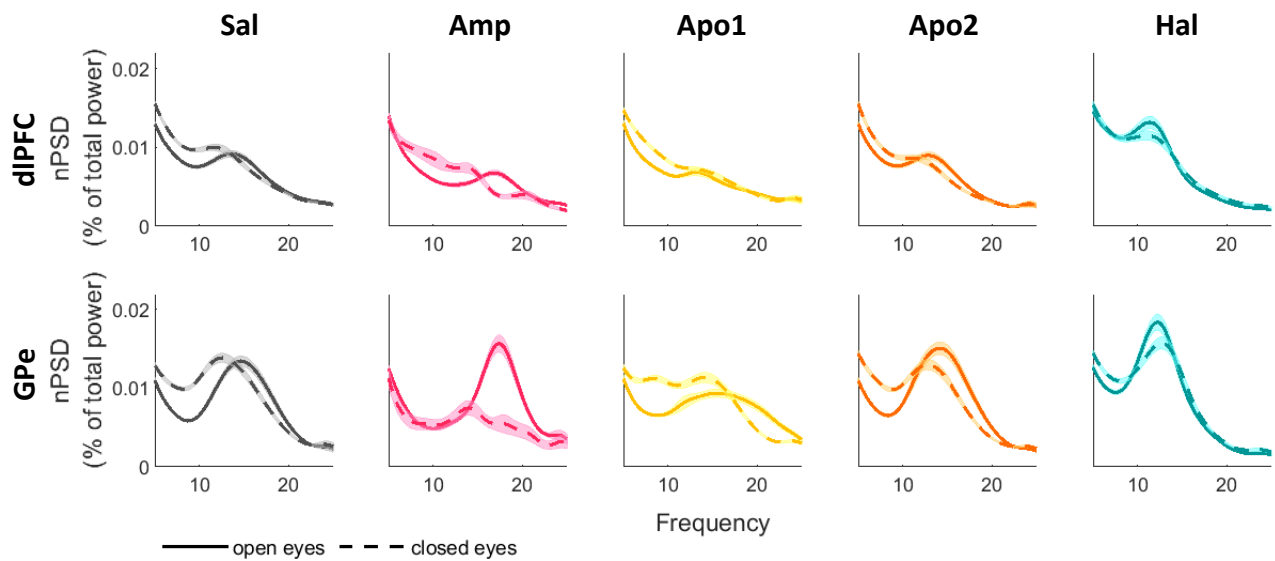 Sal Amp Apo1 Apo2 Hal
dlPFC
nPSD
(% of total power)
0.02
0.01
0
10 20 10 20 10 20 10 20 10 20
GPe
nPSD
(% of total power)
0.02
0.01
0
10 20 10 20 10 20 10 20 10 20
Frequency
open eyes closed eyes